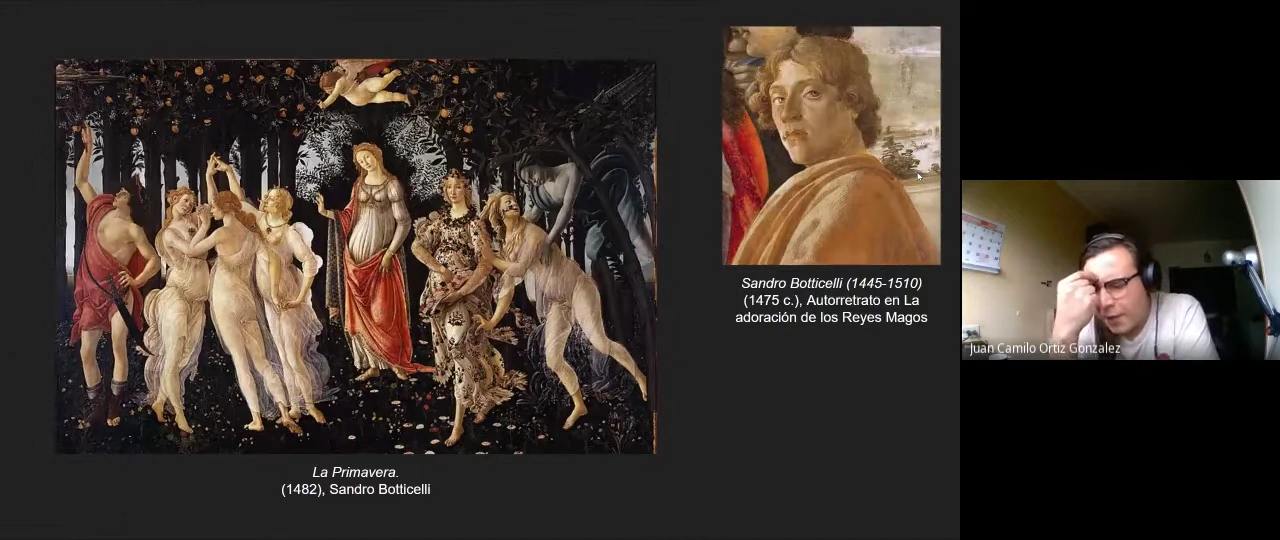 La Primavera.
(1482), Sandro Botticelli
Sandro Botticelli (1445-1510)
(1475 c.), Autorretrato en La
adoración de los Reyes Magos
Juan Camilo Ortiz Gonzalez